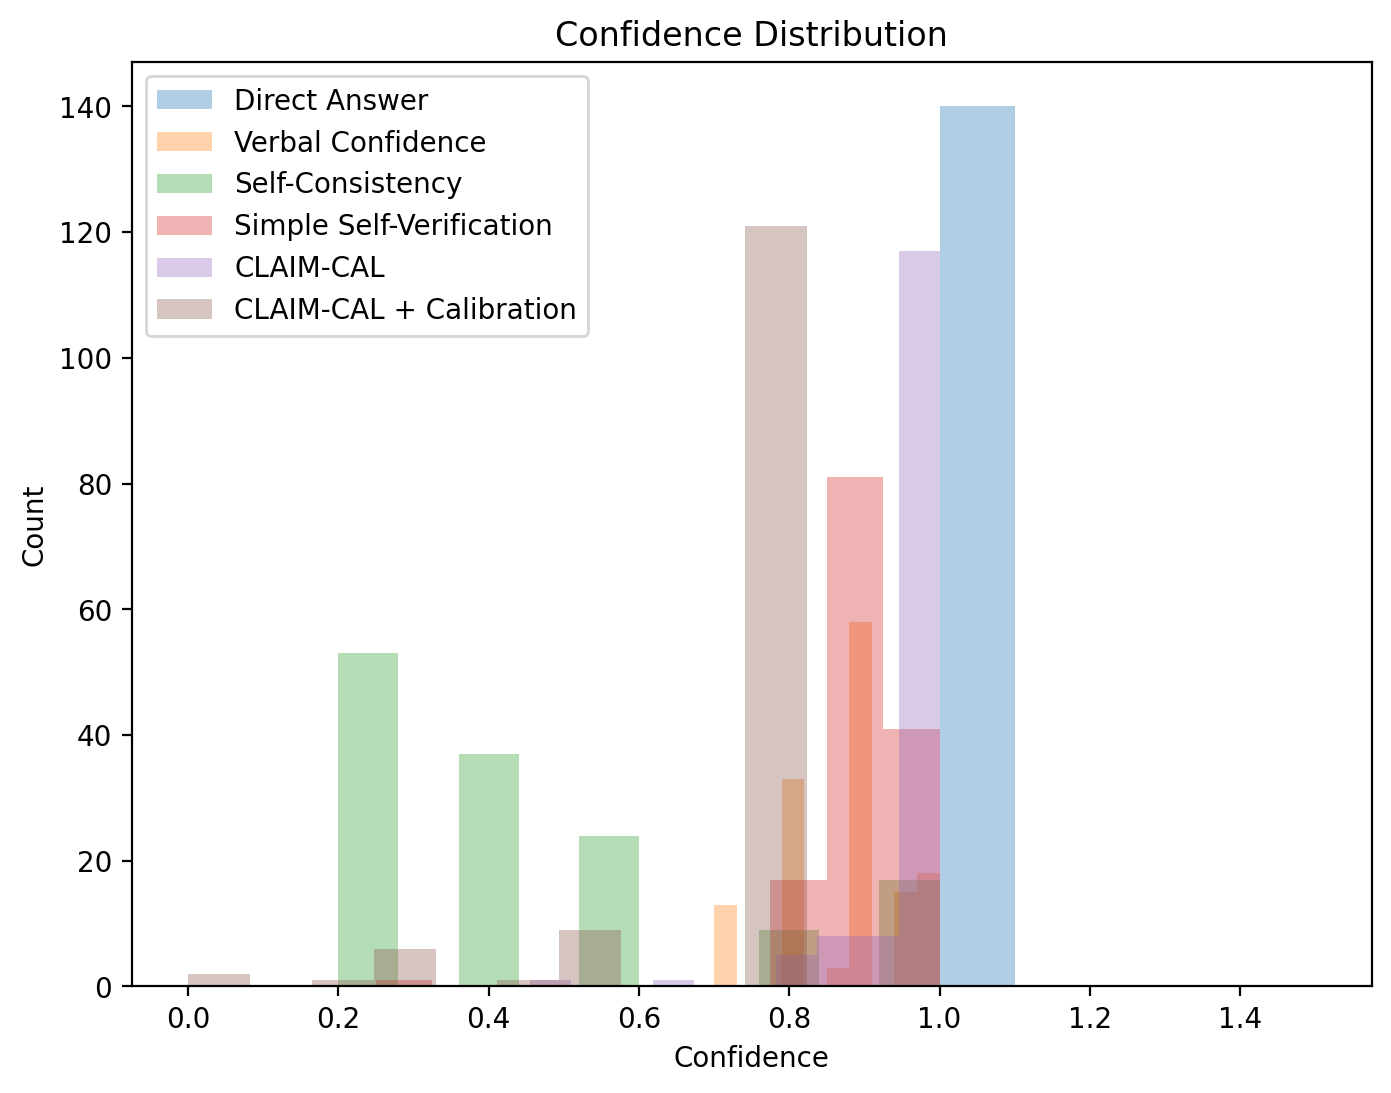 Confidence Distribution
Direct Answer
Verbal Confidence
Self-Consistency
Simple Self-Verification
CLAIM-CAL
CLAIM-CAL + Calibration
140
120
100
80
60
40
20
0
Count
0.0 0.2 0.4 0.6 0.8 1.0 1.2 1.4
Confidence